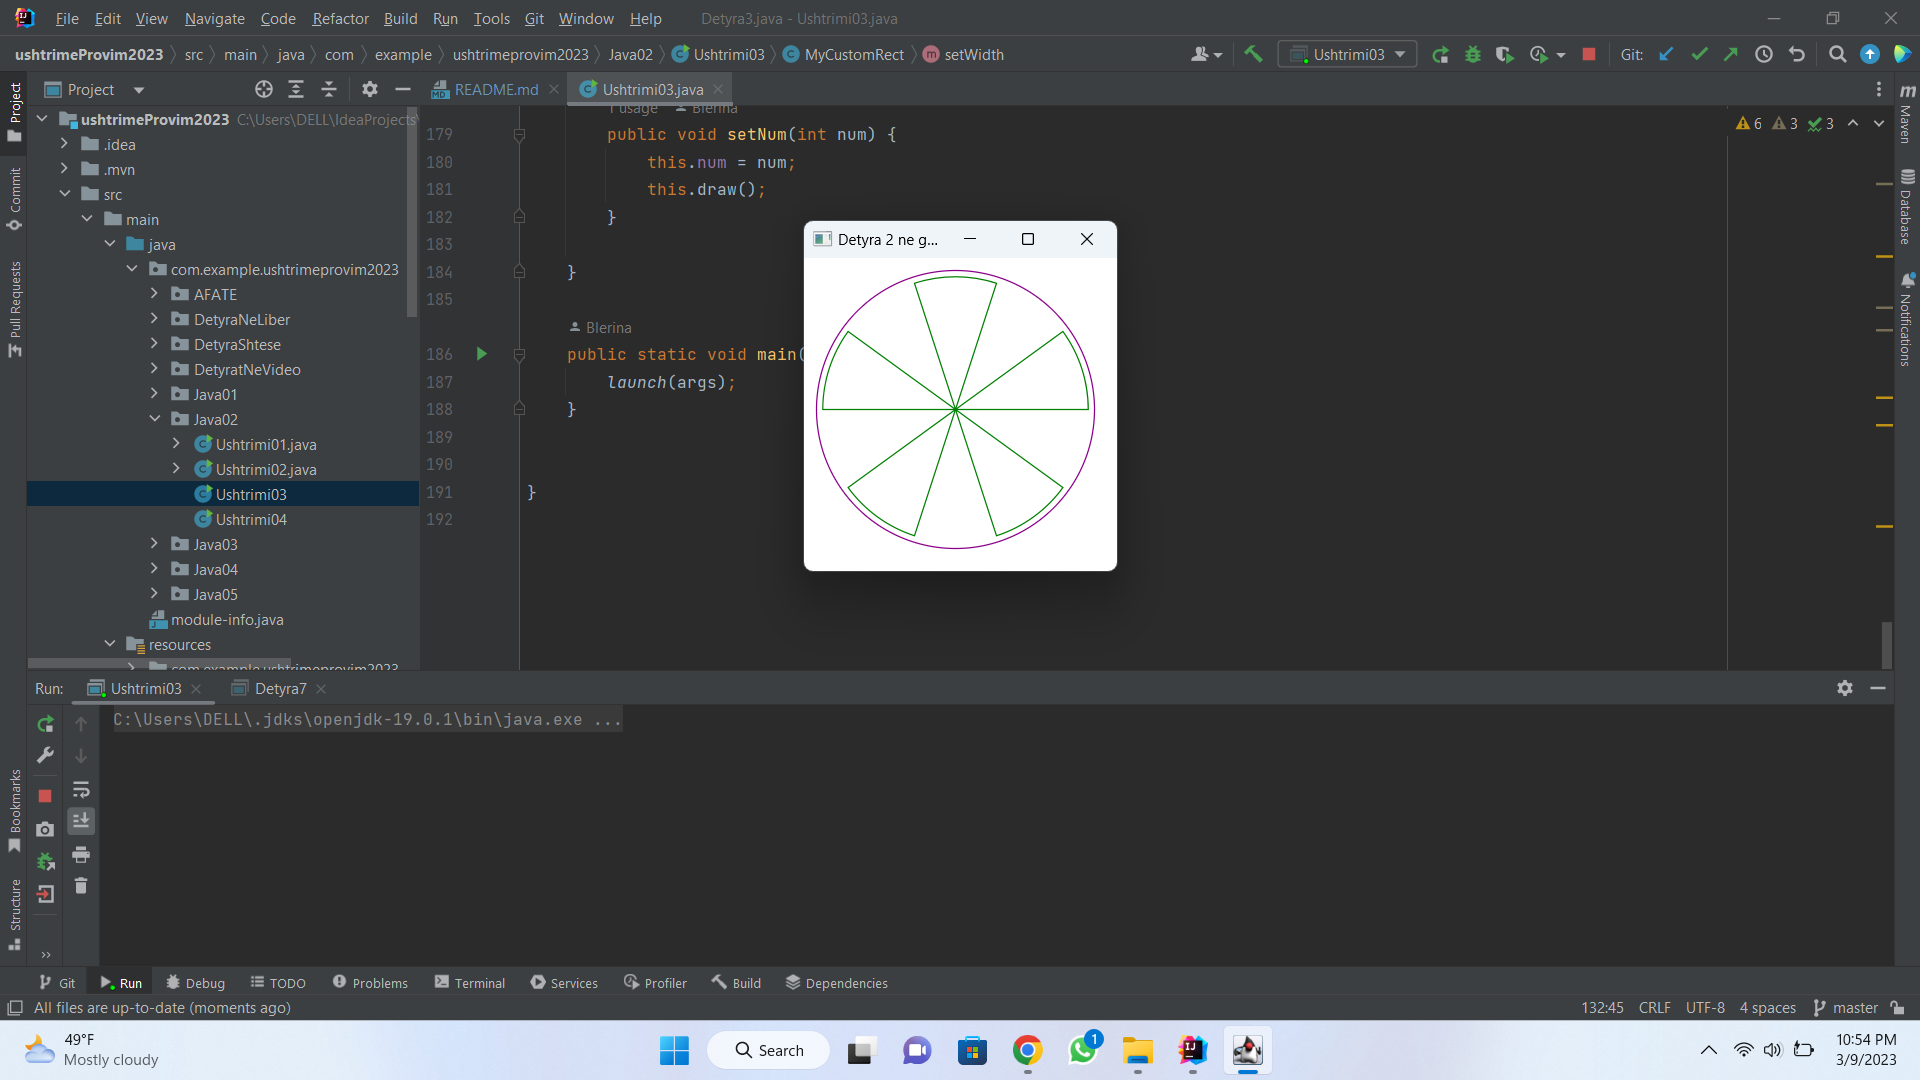 File Edit View Navigate Code Refactor Build Run Tools Git Window Help Detyra3.java - Ushtrimi03.java
ushtrimeProvim2023 src main java com example ushtrimeprovim2023 Java02 Ushtrimi03 MyCustomRect setWidth
Ushtrimi03
Git:
Project
README.md
Ushtrimi03.java
ushtrimeProvim2023 C:\Users\DELL\IdeaProjects\
.idea
.mvn
src
main
java
com.example.ushtrimeprovim2023
AFATE
DetyraNeLiber
DetyraShtese
DetyratNeVideo
Java01
Java02
Ushtrimi01.java
Ushtrimi02.java
Ushtrimi03
Ushtrimi04
Java03
Java04
Java05
module-info.java
resources
com.example.ushtrimeprovim2023
Project
Commit
Pull Requests
Bookmarks
Structure
1 usage Blerina
179 public void setNum(int num) {
180 this.num = num;
181 this.draw();
182 }
183
184 }
185
Blerina
186 public static void main(
187 launch(args);
188 }
189
190
191 }
192
6 3 3
Detyra 2 ne g...
Maven
Database
Notifications
Run: Ushtrimi03 Detyra7
C:\Users\DELL\.jdks\openjdk-19.0.1\bin\java.exe ...
Git Run Debug TODO Problems Terminal Services Profiler Build Dependencies
All files are up-to-date (moments ago)
132:45 CRLF UTF-8 4 spaces master
49°F
Mostly cloudy
Search
1
10:54 PM
3/9/2023